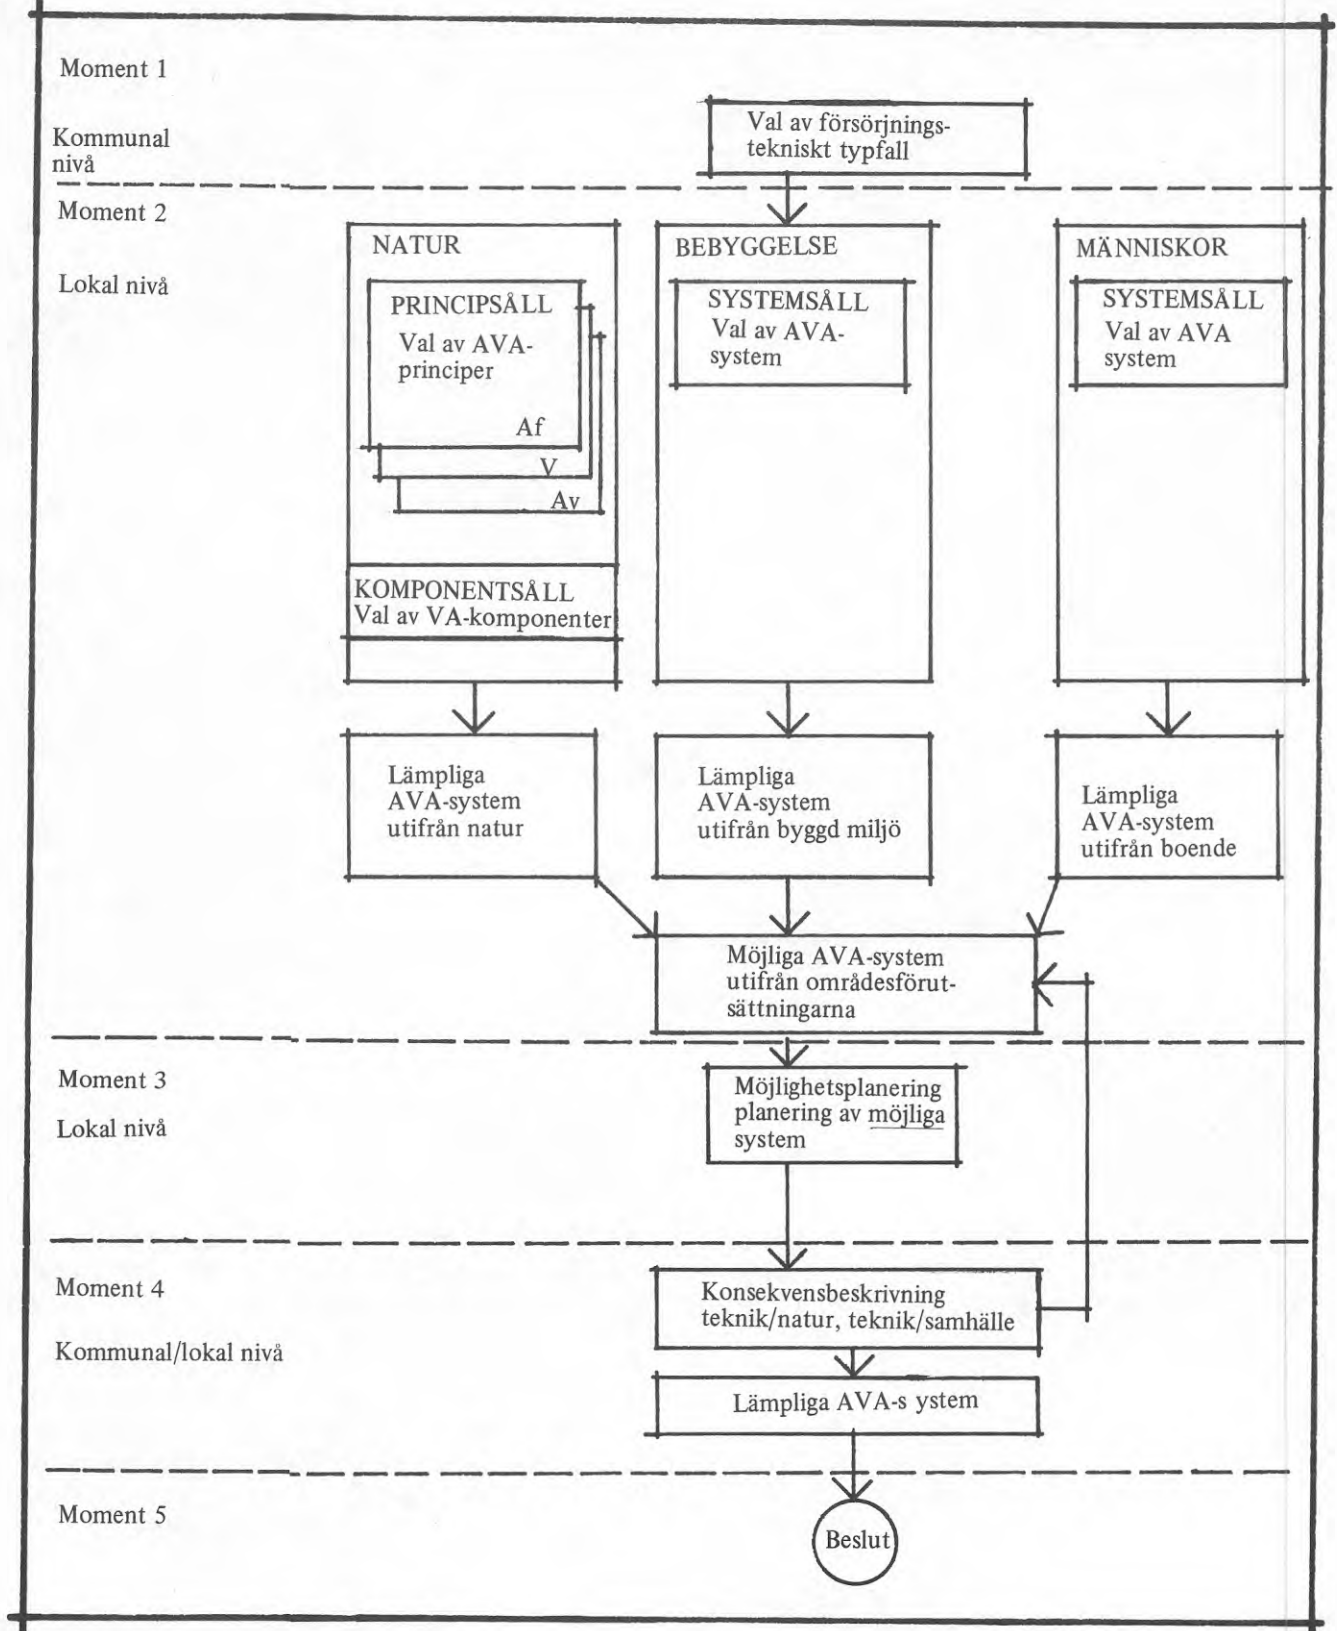 Moment 1
Kommunal
nivå
Val av försörjnings-
tekniskt typfall
Moment 2
Lokal nivå
NATUR
PRINCIPSÅLL
Val av AVA-
principer
Af
V
Av
KOMPONENTSÅLL
Val av VA-komponenter
BEBYGGELSE
SYSTEMSÅLL
Val av AVA-
system
MÄNNISKOR
SYSTEMSÅLL
Val av AVA
system
Lämpliga
AVA-system
utifrån natur
Lämpliga
AVA-system
utifrån byggd miljö
Lämpliga
AVA-system
utifrån boende
Möjliga AVA-system
utifrån områdesförut-
sättningarna
Moment 3
Lokal nivå
Möjlighetsplanering
planering av möjliga
system
Moment 4
Kommunal/lokal nivå
Konsekvensbeskrivning
teknik/natur, teknik/samhälle
Lämpliga AVA-s ystem
Moment 5
Beslut